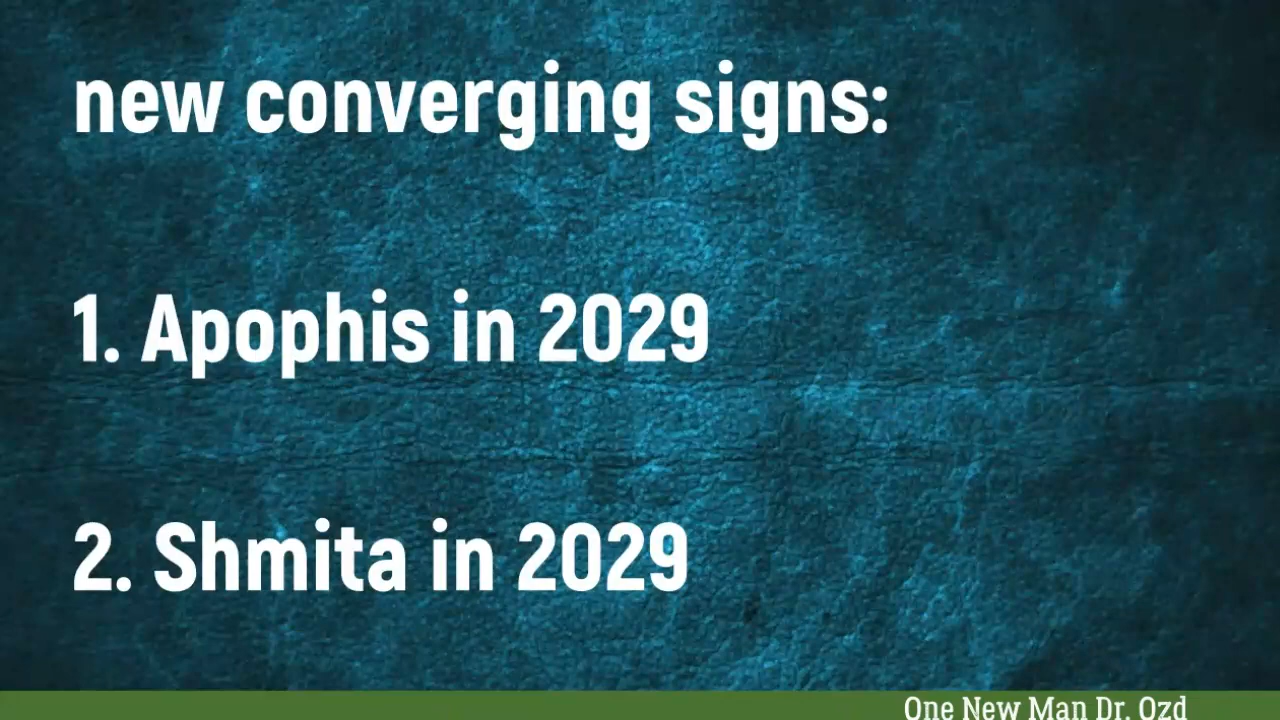 new converging signs:
1. Apophis in 2029
2. Shmita in 2029
One New Man Dr. Ozd